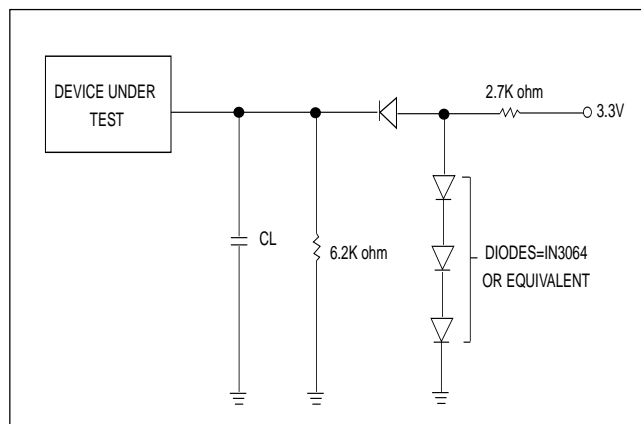 DEVICE UNDER
TEST
2.7K ohm
3.3V
CL
6.2K ohm
DIODES=IN3064
OR EQUIVALENT